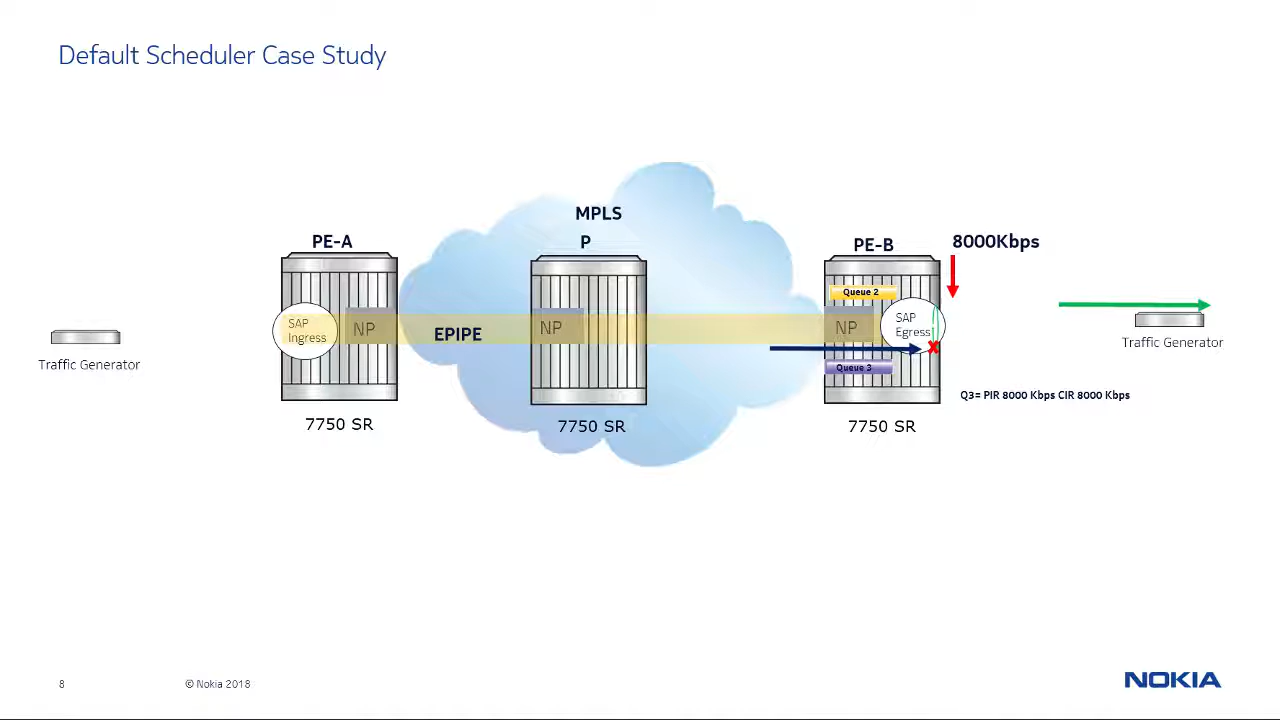 Default Scheduler Case Study
MPLS
PE-A
P
PE-B
8000Kbps
Queue 2
SAP
Ingress
NP
EPIPE
NP
NP
SAP
Egress
X
Queue 3
Traffic Generator
Traffic Generator
Q3= PIR 8000 Kbps CIR 8000 Kbps
7750 SR
7750 SR
7750 SR
8
© Nokia 2018
NOKIA